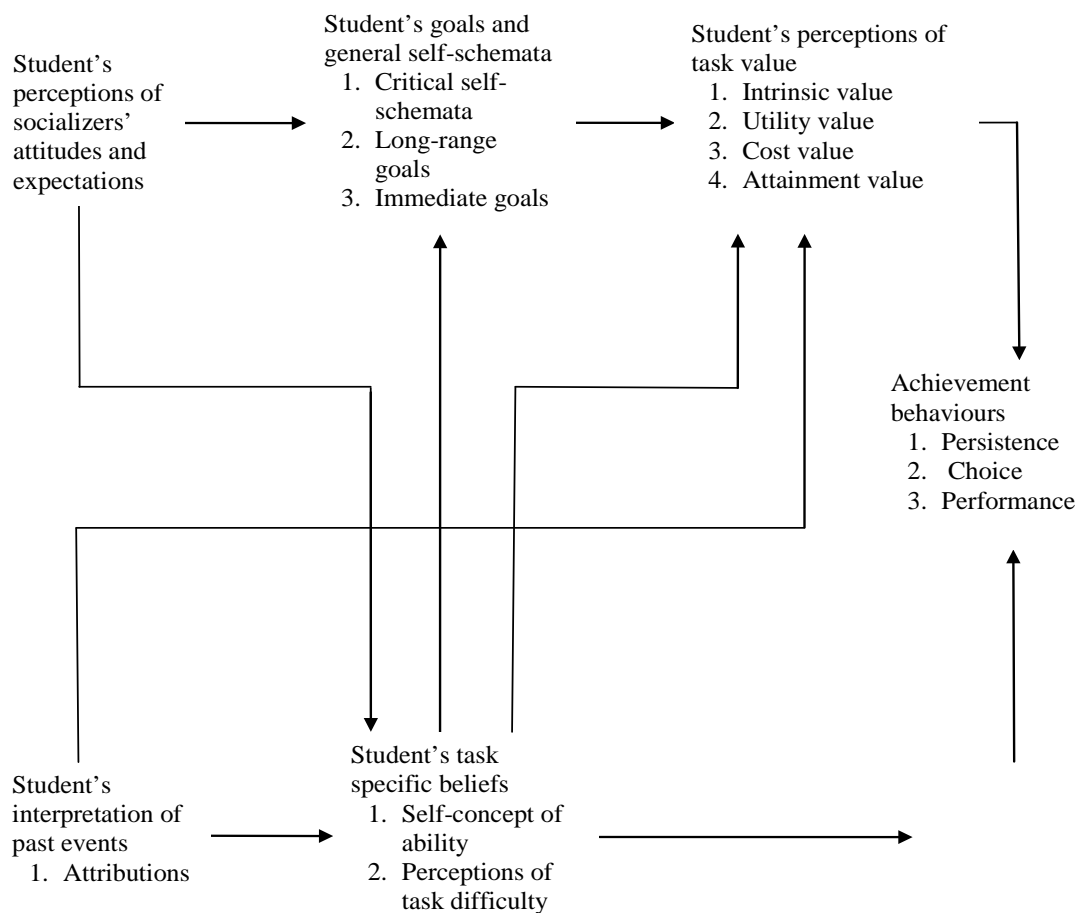 Student’s
perceptions of
socializers’
attitudes and
expectations
Student’s goals and
general self-schemata
1. Critical self-
schemata
2. Long-range
goals
3. Immediate goals
Student’s perceptions of
task value
1. Intrinsic value
2. Utility value
3. Cost value
4. Attainment value
Achievement
behaviours
1. Persistence
2. Choice
3. Performance
Student’s
interpretation of
past events
1. Attributions
Student’s task
specific beliefs
1. Self-concept of
ability
2. Perceptions of
task difficulty